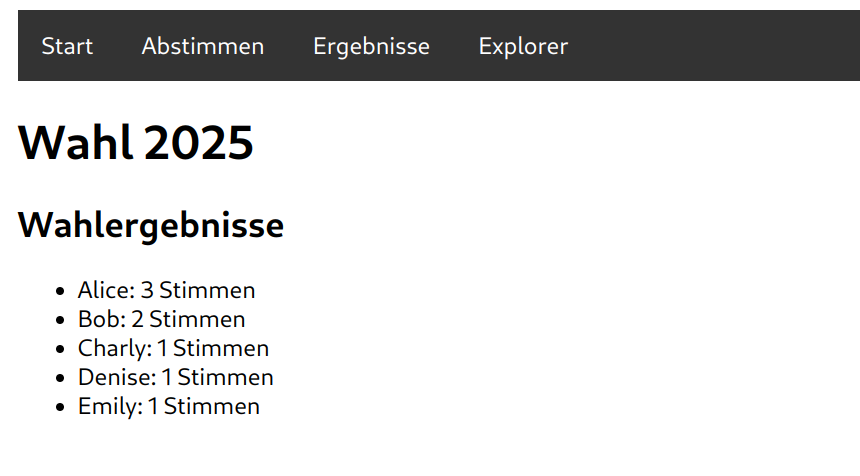 Start Abstimmen Ergebnisse Explorer
Wahl 2025
Wahlergebnisse
Alice: 3 Stimmen
Bob: 2 Stimmen
Charly: 1 Stimmen
Denise: 1 Stimmen
Emily: 1 Stimmen